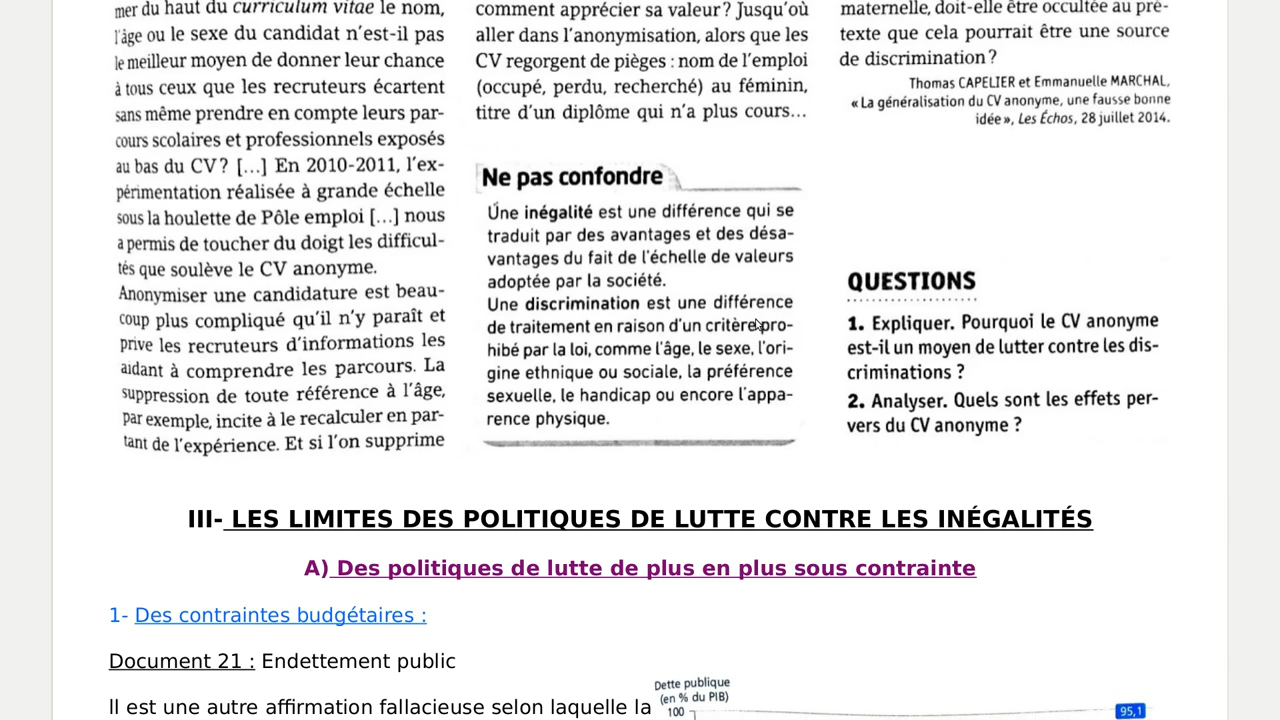 mer du haut du curriculum vitae le nom,
l'âge ou le sexe du candidat n'est-il pas
le meilleur moyen de donner leur chance
à tous ceux que les recruteurs écartent
sans même prendre en compte leurs par-
cours scolaires et professionnels exposés
au bas du CV ? [...] En 2010-2011, l'ex-
périmentation réalisée à grande échelle
sous la houlette de Pôle emploi [...] nous
a permis de toucher du doigt les difficul-
tés que soulève le CV anonyme.
Anonymiser une candidature est beau-
coup plus compliqué qu'il n'y paraît et
prive les recruteurs d'informations les
aidant à comprendre les parcours. La
suppression de toute référence à l'âge,
par exemple, incite à le recalculer en par-
tant de l'expérience. Et si l'on supprime
comment apprécier sa valeur ? Jusqu'où
aller dans l'anonymisation, alors que les
CV regorgent de pièges : nom de l'emploi
(occupé, perdu, recherché) au féminin,
titre d'un diplôme qui n'a plus cours...
Ne pas confondre
Une inégalité est une différence qui se
traduit par des avantages et des désa-
vantages du fait de l'échelle de valeurs
adoptée par la société.
Une discrimination est une différence
de traitement en raison d'un critère pro-
hibé par la loi, comme l'âge, le sexe, l'ori-
gine ethnique ou sociale, la préférence
sexuelle, le handicap ou encore l'appa-
rence physique.
maternelle, doit-elle être occultée au pré-
texte que cela pourrait être une source
de discrimination ?
Thomas CAPELIER et Emmanuelle MARCHAL,
« La généralisation du CV anonyme, une fausse bonne
idée », Les Échos, 28 juillet 2014.
QUESTIONS
1. Expliquer. Pourquoi le CV anonyme
est-il un moyen de lutter contre les dis-
criminations ?
2. Analyser. Quels sont les effets per-
vers du CV anonyme ?
III- LES LIMITES DES POLITIQUES DE LUTTE CONTRE LES INÉGALITÉS
A) Des politiques de lutte de plus en plus sous contrainte
1- Des contraintes budgétaires :
Document 21 : Endettement public
Il est une autre affirmation fallacieuse selon laquelle la
Dette publique
(en % du PIB)
100
95,1